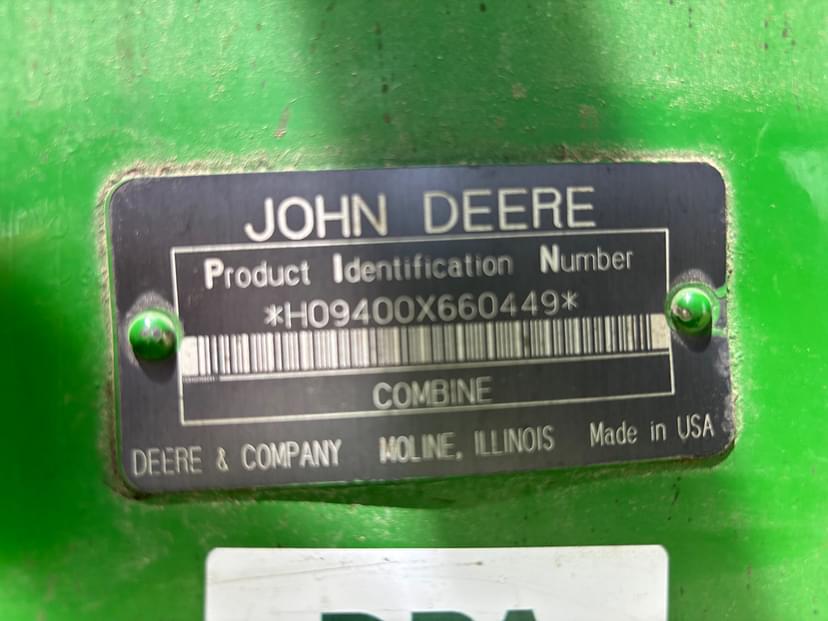 JOHN DEERE
Product Identification Number
*H09400X660449*
COMBINE
DEERE & COMPANY MOLINE, ILLINOIS Made in USA